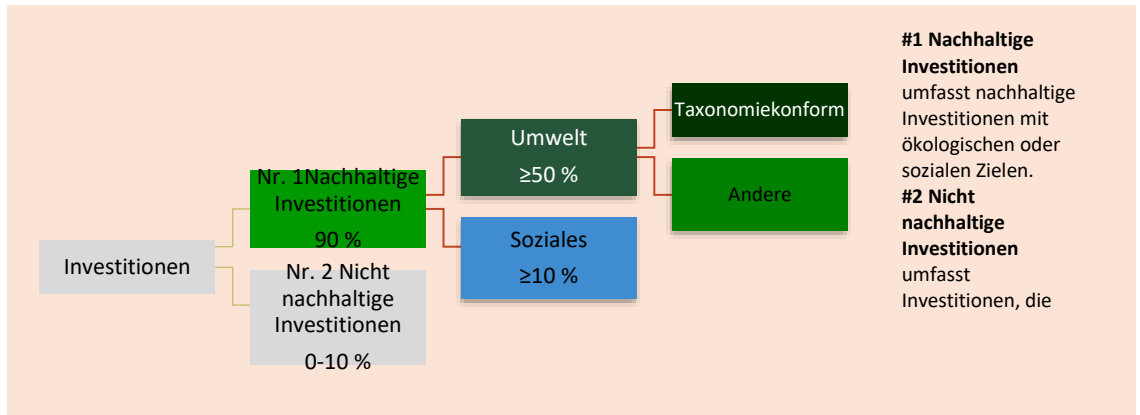 Investitionen
Nr. 1Nachhaltige
Investitionen
90 %
Nr. 2 Nicht
nachhaltige
Investitionen
0-10 %
Umwelt
≥50 %
Soziales
≥10 %
Taxonomiekonform
Andere
#1 Nachhaltige
Investitionen
umfasst nachhaltige
Investitionen mit
ökologischen oder
sozialen Zielen.
#2 Nicht
nachhaltige
Investitionen
umfasst
Investitionen, die